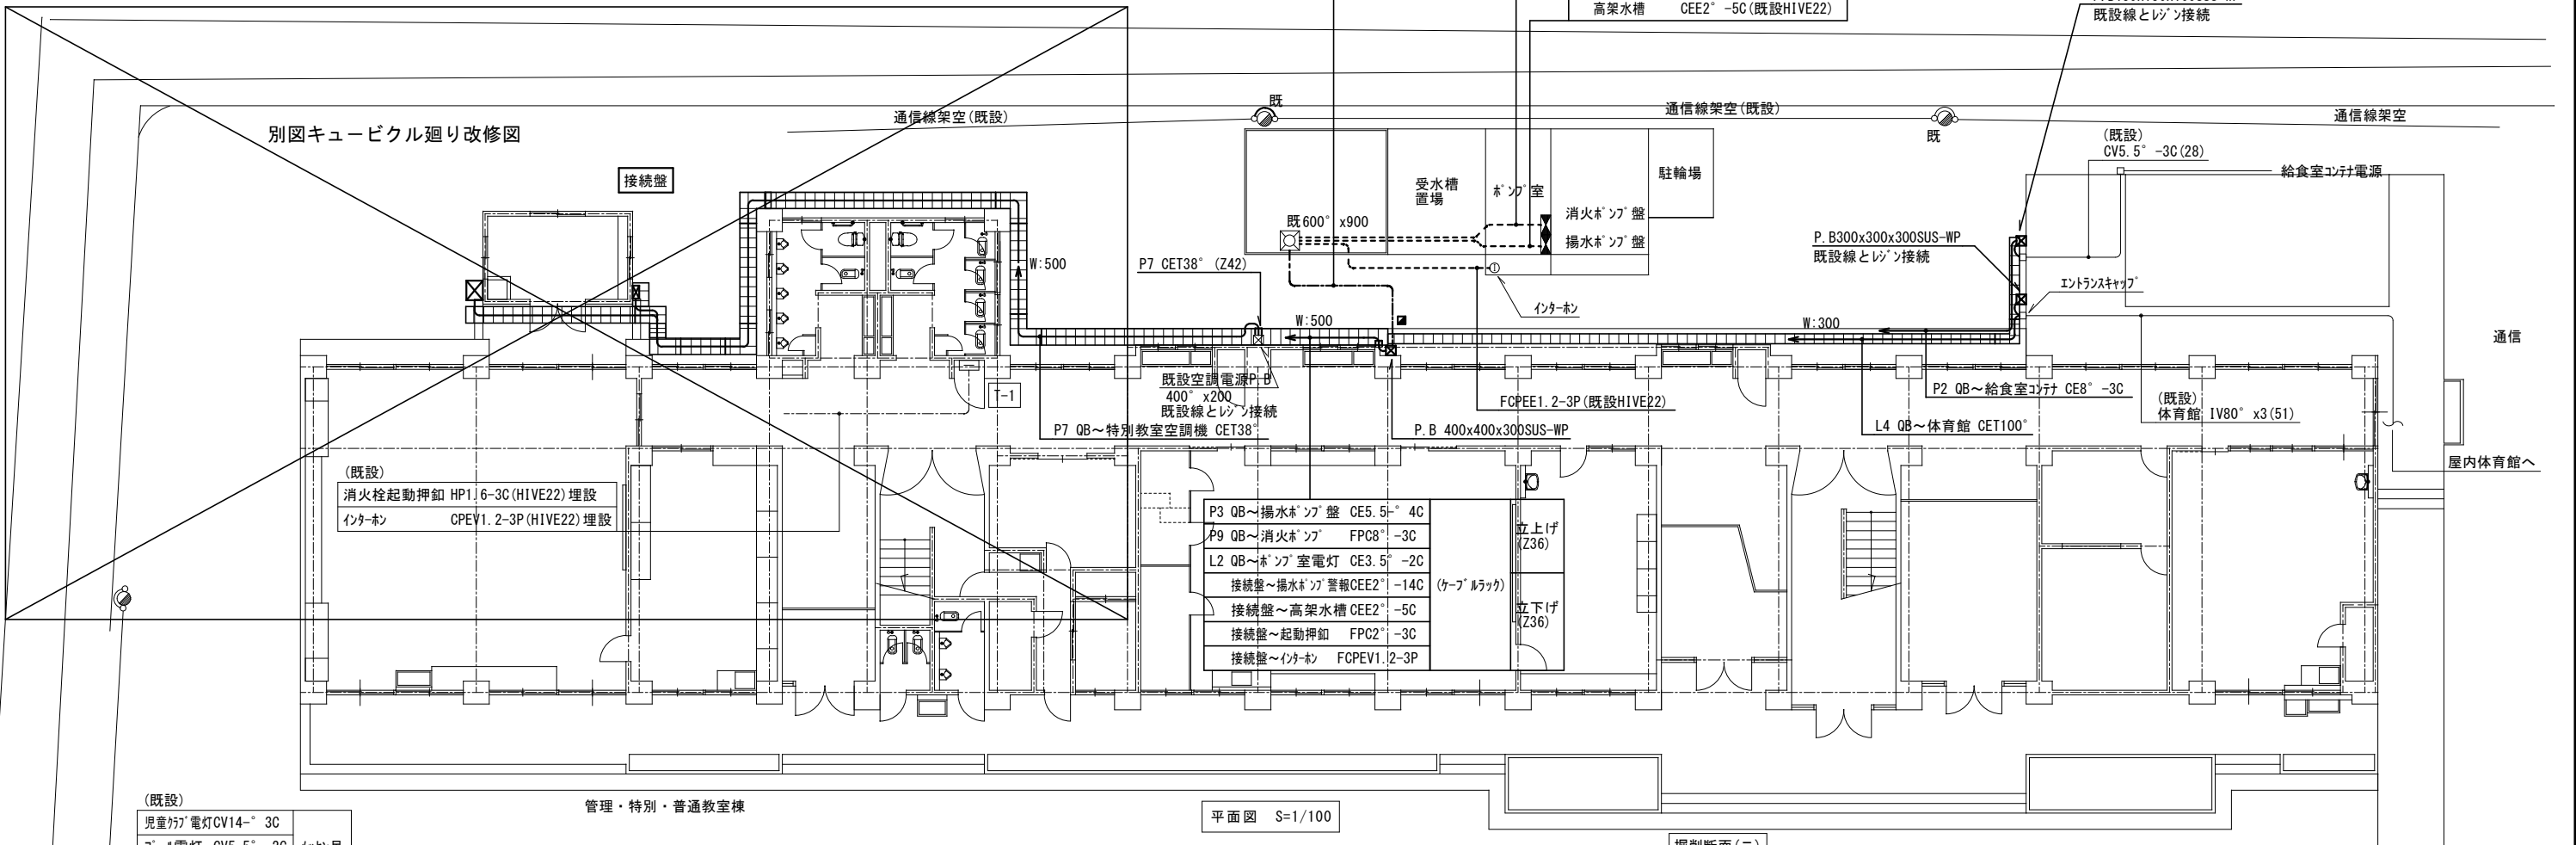 高架水槽 CEE2°-5C(既設HIVE22)
既設線とﾚｼﾞﾝ接続
別図キュービクル廻り改修図
接続盤
通信線架空(既設)
既
通信線架空(既設)
既
通信線架空
(既設)
CV5.5°-3C(28)
給食室ｺﾝﾃﾅ電源
受水槽
置場
ﾎﾟﾝﾌﾟ室
駐輪場
消火ﾎﾟﾝﾌﾟ盤
揚水ﾎﾟﾝﾌﾟ盤
既600°x900
P.B300x300x300SUS-WP
既設線とﾚｼﾞﾝ接続
ｴﾝﾄﾗﾝｽｷｬｯﾌﾟ
W:500
P7 CET38°(Z42)
ｲﾝﾀｰﾎﾝ
W:500
W:300
通信
既設空調電源P.B
400°x200
既設線とﾚｼﾞﾝ接続
T-1
P7 QB～特別教室空調機 CET38°
FCPEE1.2-3P(既設HIVE22)
P.B 400x400x300SUS-WP
P2 QB～給食室ｺﾝﾃﾅ CE8°-3C
L4 QB～体育館 CET100°
(既設)
体育館 IV80°x3(51)
屋内体育館へ
(既設)
消火栓起動押釦 HP1.6-3C(HIVE22)埋設
ｲﾝﾀｰﾎﾝ CPEV1.2-3P(HIVE22)埋設
P3 QB～揚水ﾎﾟﾝﾌﾟ盤 CE5.5-°4C
P9 QB～消火ﾎﾟﾝﾌﾟ FPC8°-3C
L2 QB～ﾎﾟﾝﾌﾟ室電灯 CE3.5°-2C
接続盤～揚水ﾎﾟﾝﾌﾟ警報CEE2°-14C
接続盤～高架水槽CEE2°-5C
接続盤～起動押釦 FPC2°-3C
接続盤～ｲﾝﾀｰﾎﾝ FCPEV1.2-3P
(ｹｰﾌﾞﾙﾗｯｸ)
立上げ
(Z36)
立下げ
(Z36)
管理・特別・普通教室棟
平面図 S=1/100
(既設)
児童ｸﾗﾌﾞ電灯CV14-°3C